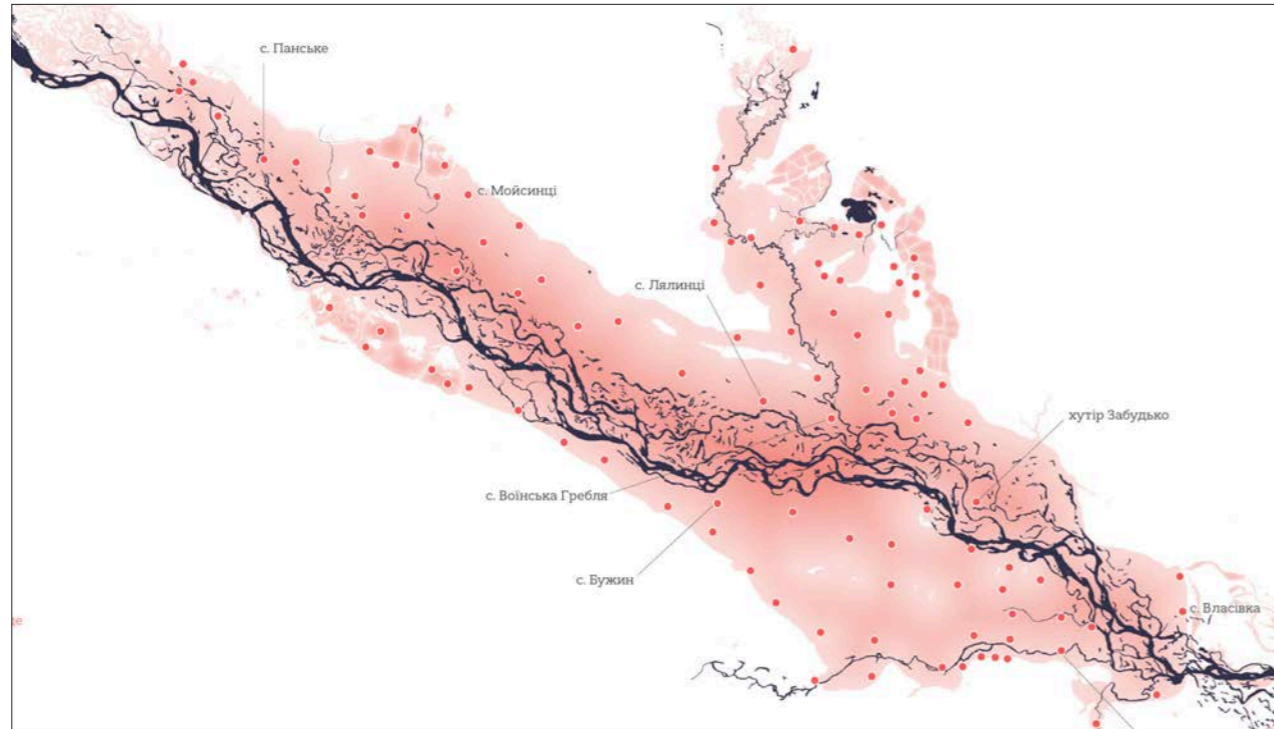 с. Панське
с. Мойсинці
с. Лялинці
хутір Забудько
с. Воїнська Гребля
с. Бужин
с. Власівка